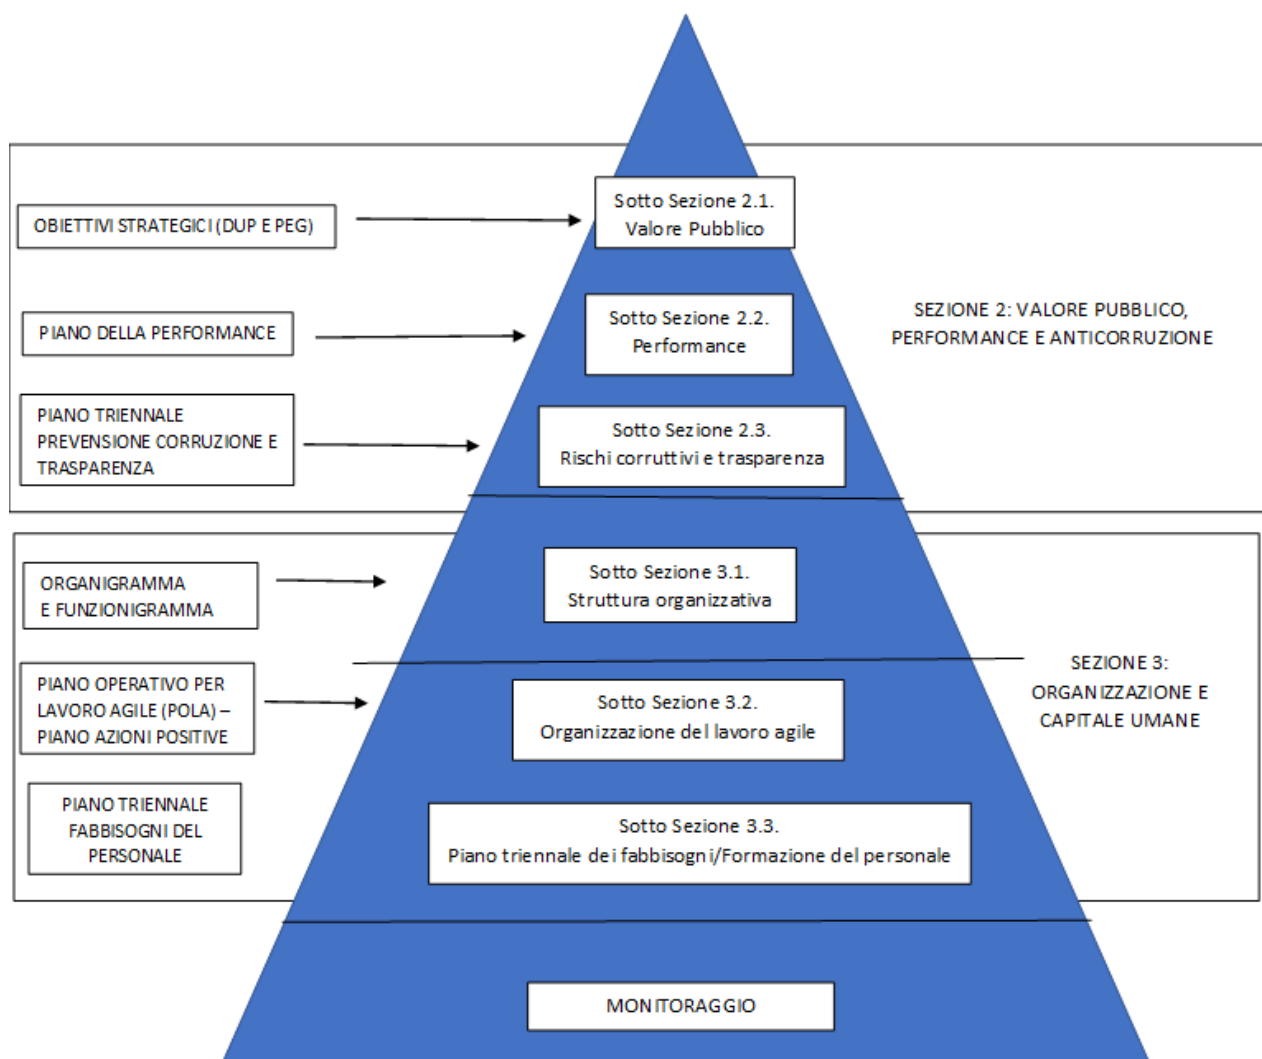 OBIETTIVI STRATEGICI (DUP E PEG)
Sotto Sezione 2.1.
Valore Pubblico
PIANO DELLA PERFORMANCE
Sotto Sezione 2.2.
Performance
SEZIONE 2: VALORE PUBBLICO,
PERFORMANCE E ANTICORRUZIONE
PIANO TRIENNALE
PREVENSIONE CORRUZIONE E
TRASPARENZA
Sotto Sezione 2.3.
Rischi corruttivi e trasparenza
ORGANIGRAMMA
E FUNZIONIGRAMMA
Sotto Sezione 3.1.
Struttura organizzativa
PIANO OPERATIVO PER
LAVORO AGILE (POLA) –
PIANO AZIONI POSITIVE
Sotto Sezione 3.2.
Organizzazione del lavoro agile
SEZIONE 3:
ORGANIZZAZIONE E
CAPITALE UMANE
PIANO TRIENNALE
FABBISOGNI DEL
PERSONALE
Sotto Sezione 3.3.
Piano triennale dei fabbisogni/Formazione del personale
MONITORAGGIO